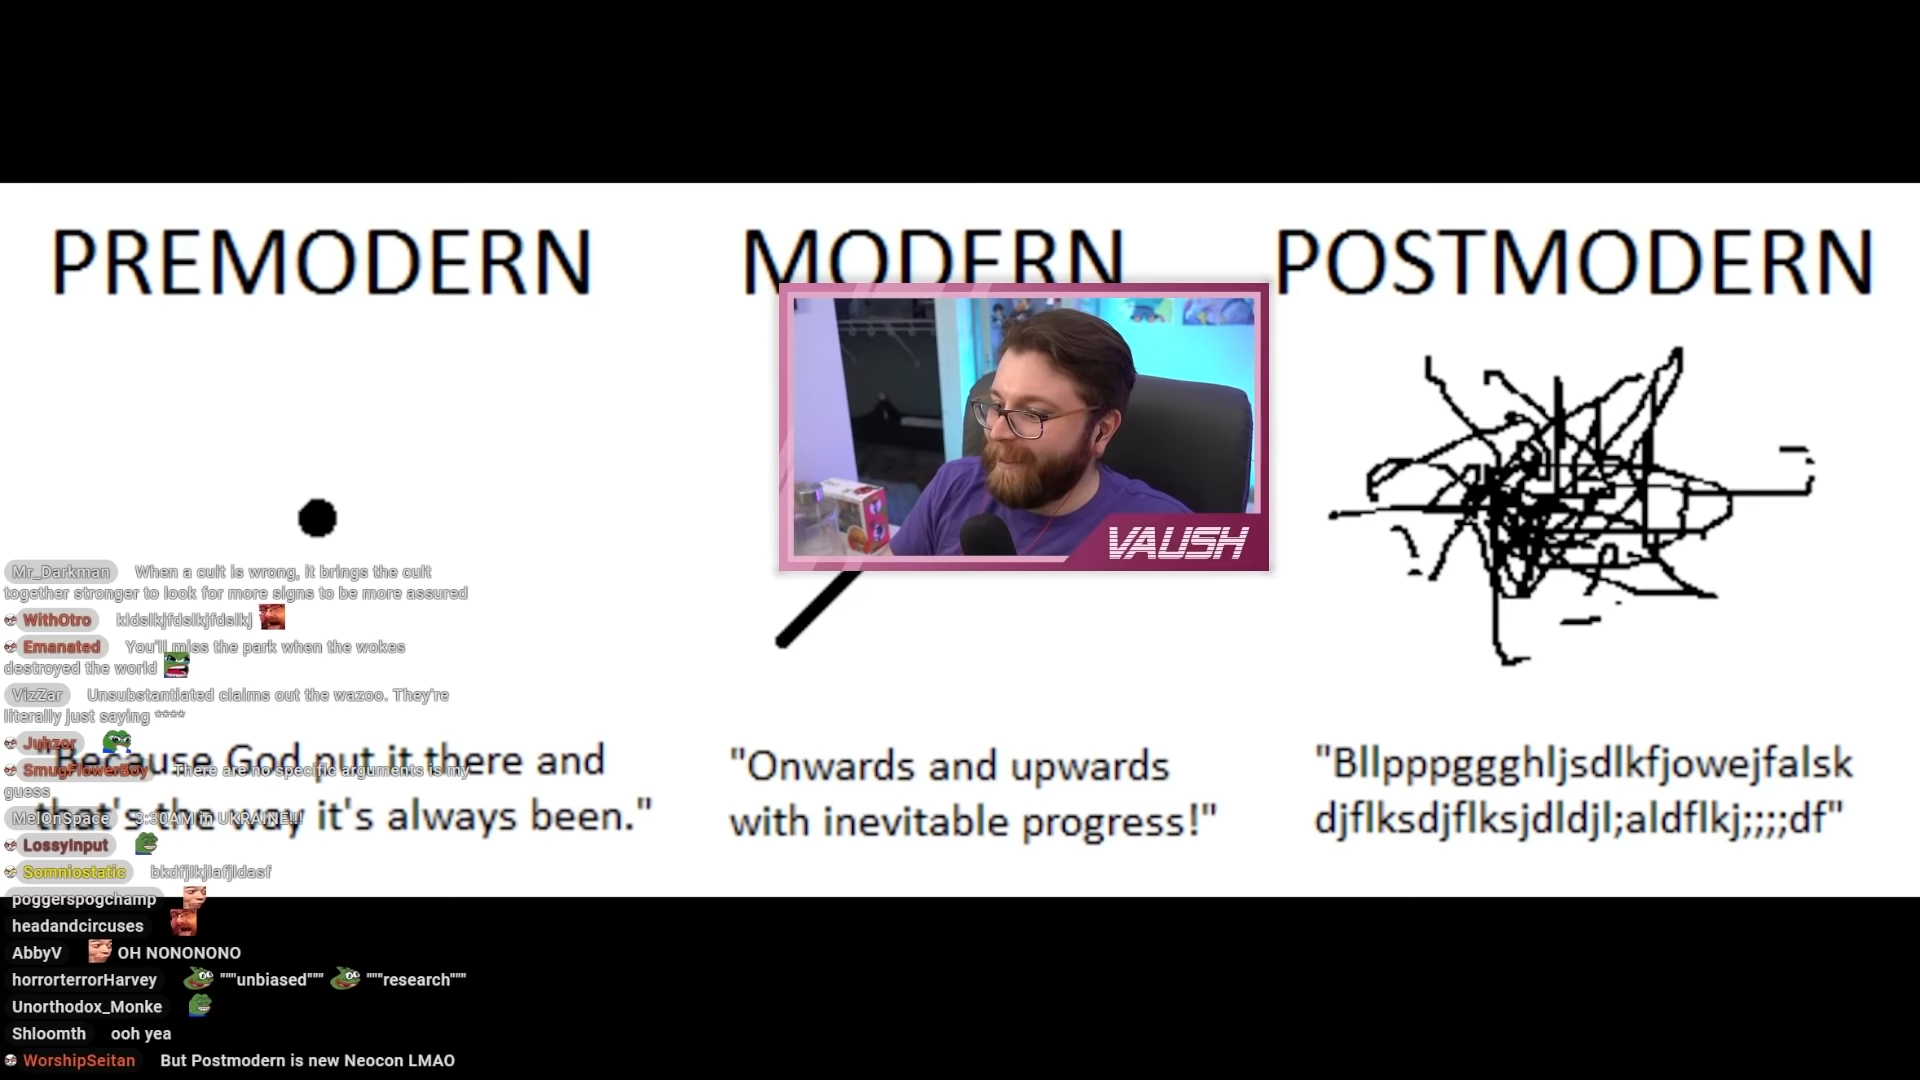 PREMODERN
MODERN
POSTMODERN
VAUSH
"Because God put it there and
that's the way it's always been."
"Onwards and upwards
with inevitable progress!"
"Bllpppggghljsdlkfjowejfalsk
djflksdjflksjdldjl;aldflkj;;;;df"
Mr_Darkman When a cult is wrong, it brings the cult
together stronger to look for more signs to be more assured
WithOtro kldslkjfdslkjfdslkj
Emanated You'll miss the park when the wokes
destroyed the world
VizZar Unsubstantiated claims out the wazoo. They're
literally just saying ****
Juhzor
SmugFlowerBoy There are no specific arguments is my
guess
MelOnSpace 3:30AM in UKRAINE!!!
LossyInput
Somniostatic bkdfjlkjlafjldasf
poggerspogchamp
headandcircuses
AbbyV OH NONONONO
horrorterrorHarvey """unbiased""" """research"""
Unorthodox_Monke
Shloomth ooh yea
WorshipSeitan But Postmodern is new Neocon LMAO